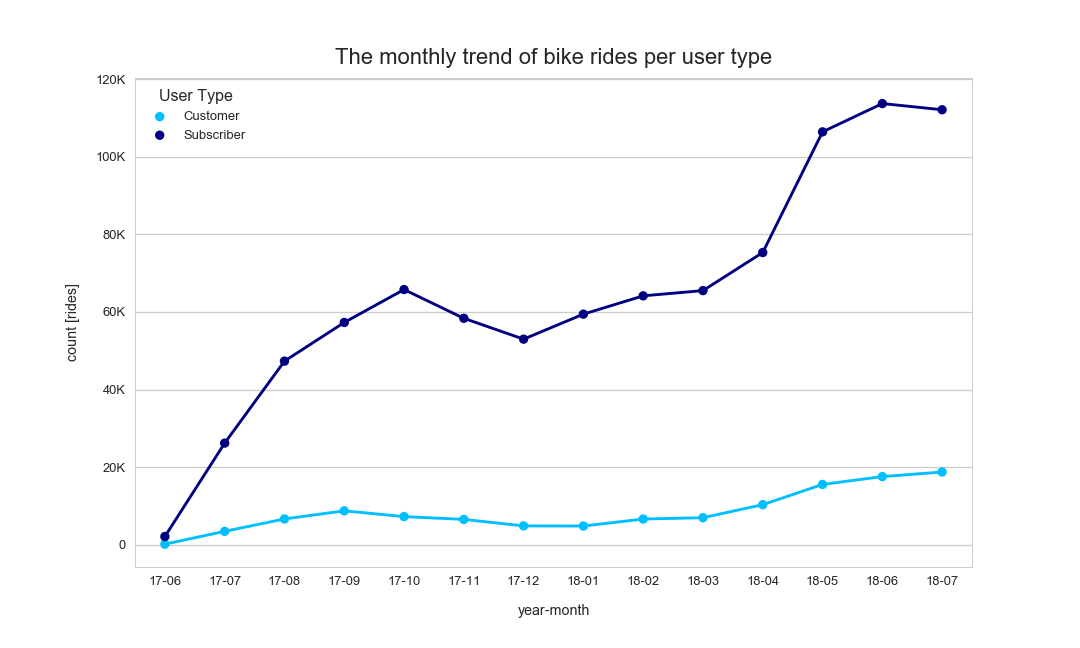 The monthly trend of bike rides per user type
120K
User Type
Customer
Subscriber
100K
80K
60K
count [rides]
40K
20K
0
17-06 17-07 17-08 17-09 17-10 17-11 17-12 18-01 18-02 18-03 18-04 18-05 18-06 18-07
year-month